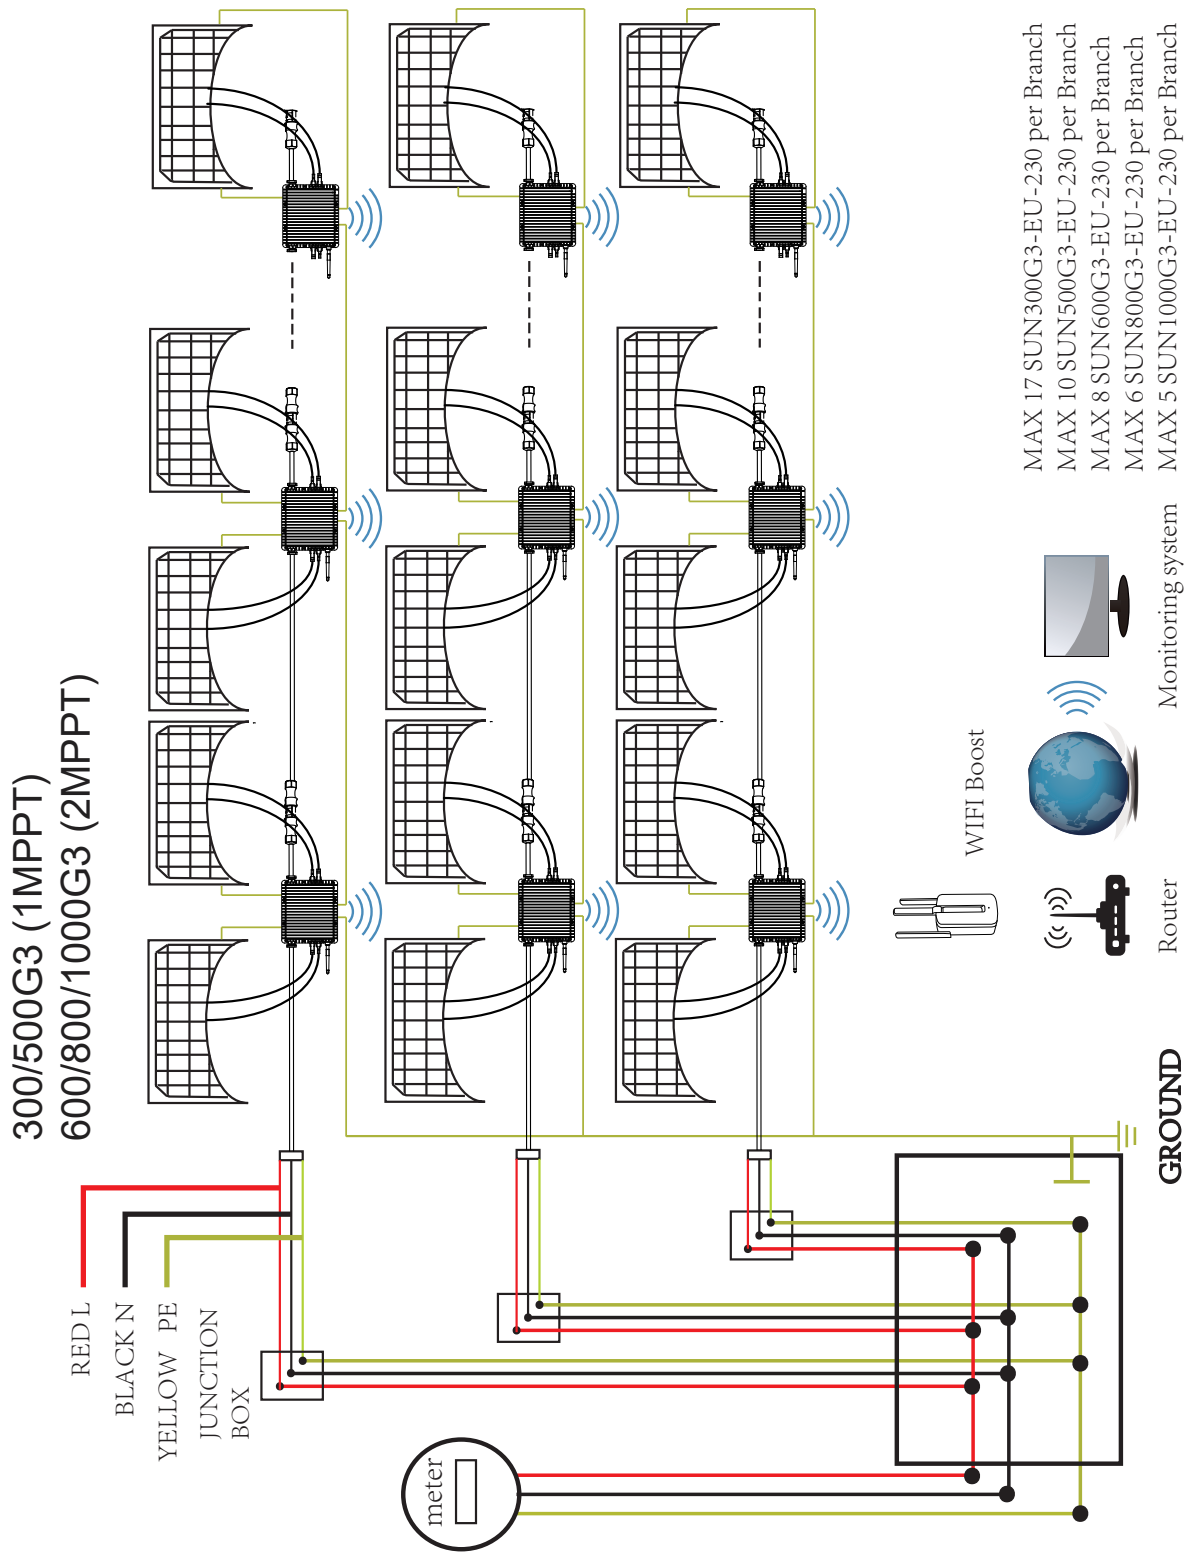 300/500G3 (1MPPT)
600/800/1000G3 (2MPPT)
RED L
BLACK N
YELLOW PE
JUNCTION
BOX
meter
GROUND
WIFI Boost
Router
Monitoring system
MAX 17 SUN300G3-EU-230 per Branch
MAX 10 SUN500G3-EU-230 per Branch
MAX 8 SUN600G3-EU-230 per Branch
MAX 6 SUN800G3-EU-230 per Branch
MAX 5 SUN1000G3-EU-230 per Branch